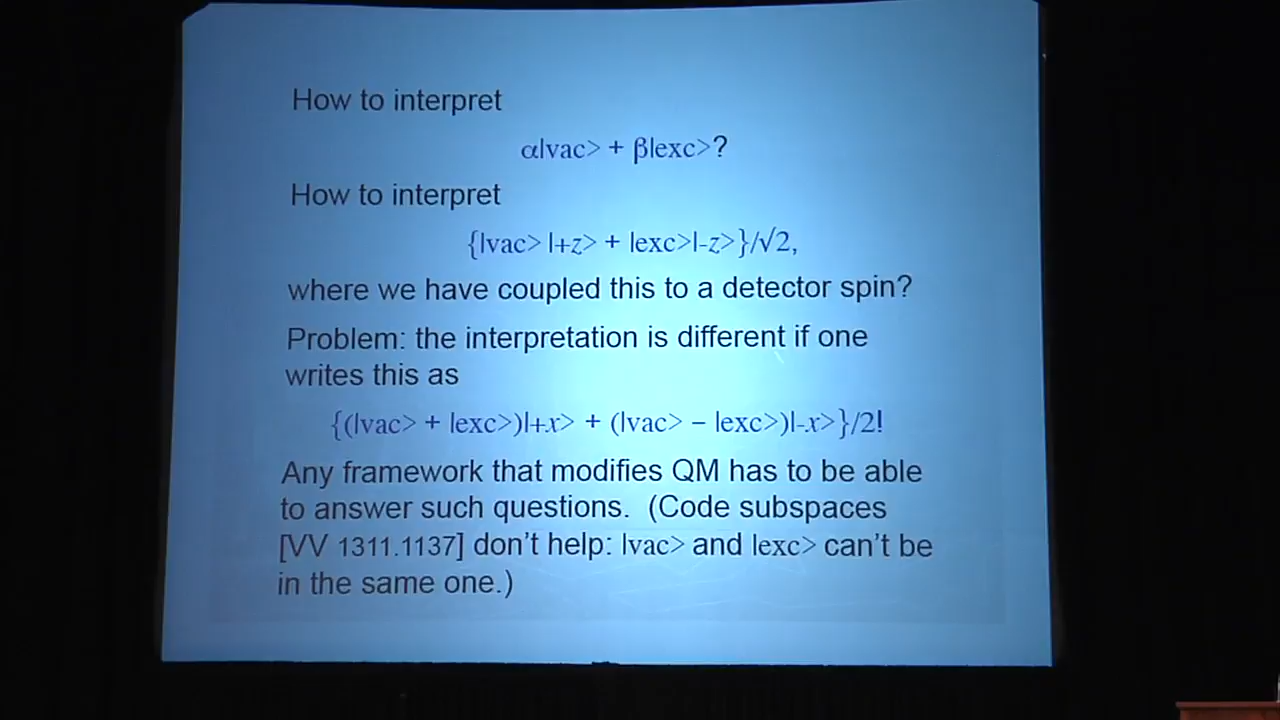 How to interpret
α|vac> + β|exc>?
How to interpret
{|vac> |+z> + |exc>|-z>}/√2,
where we have coupled this to a detector spin?
Problem: the interpretation is different if one
writes this as
{(|vac> + |exc>)|+x> + (|vac> − |exc>)|-x>}/2!
Any framework that modifies QM has to be able
to answer such questions.  (Code subspaces
[VV 1311.1137] don't help: |vac> and |exc> can't be
in the same one.)